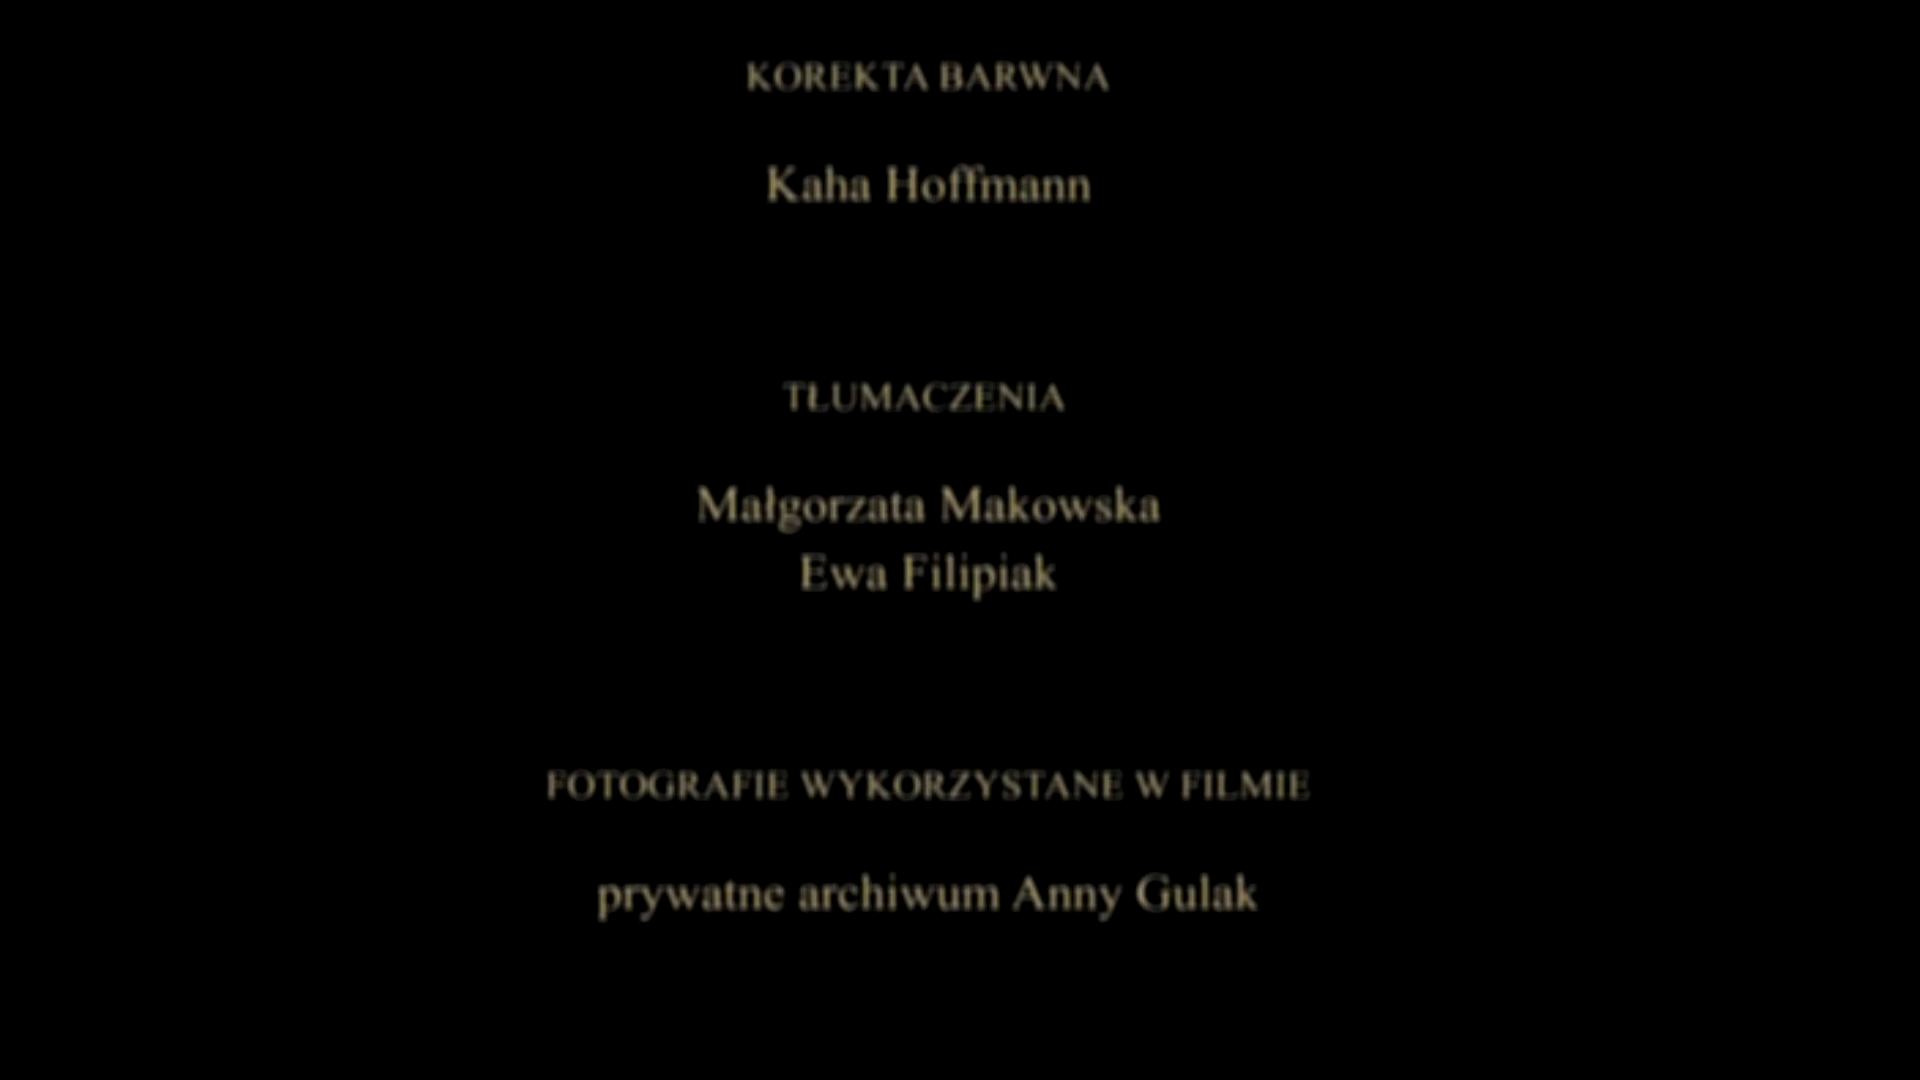 KOREKTA BARWNA
Kaha Hoffmann
TŁUMACZENIA
Małgorzata Makowska
Ewa Filipiak
FOTOGRAFIE WYKORZYSTANE W FILMIE
prywatne archiwum Anny Gulak